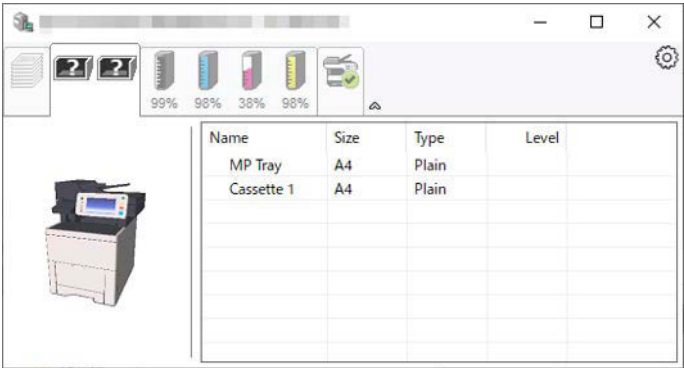 ? ?
99% 98% 38% 98%
Name Size Type Level
MP Tray A4 Plain
Cassette 1 A4 Plain